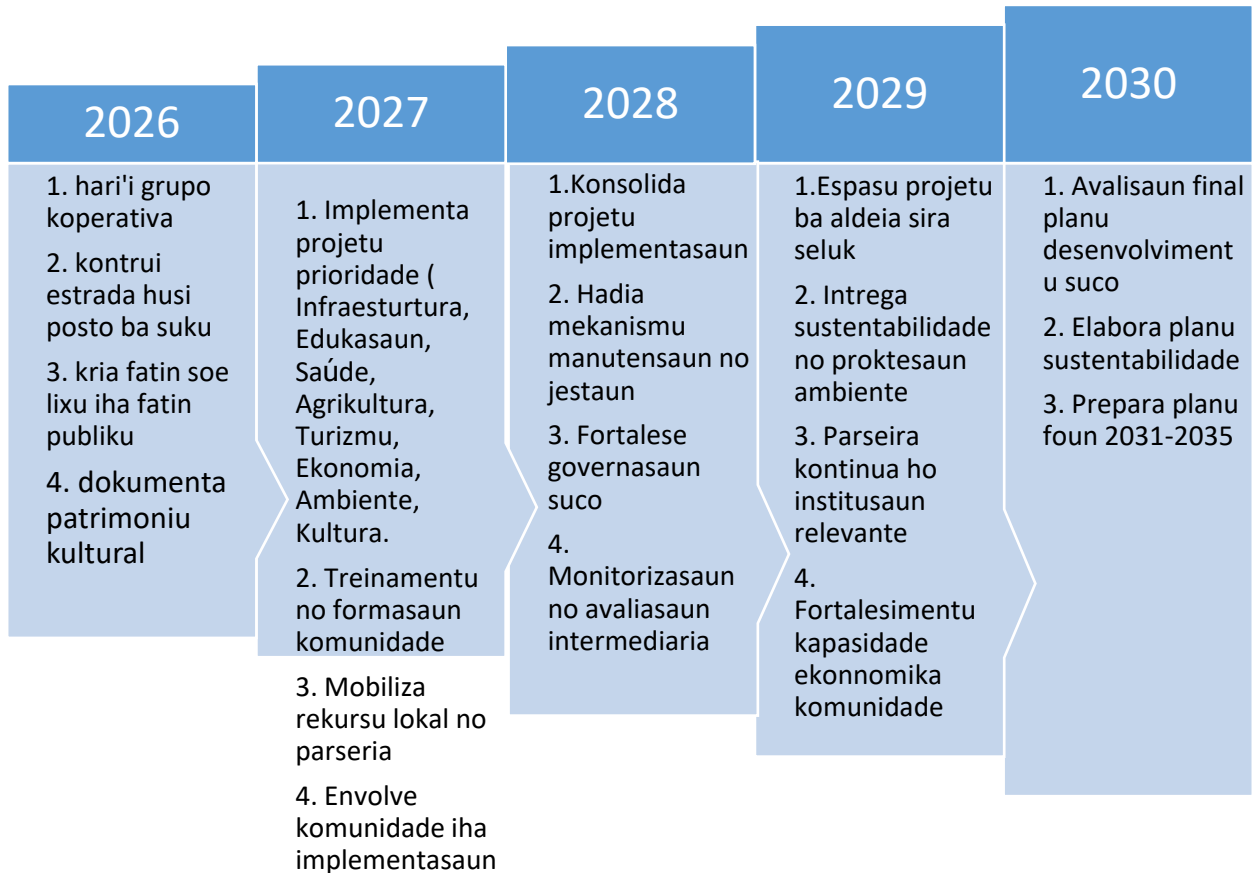 2026
1. hari'i grupo
koperativa
2. kontrui
estrada husi
posto ba suku
3. kria fatin soe
lixu iha fatin
publiku
4. dokumenta
patrimoniu
kultural
2027
1. Implementa
projetu
prioridade (
Infraesturtura,
Edukasaun,
Saúde,
Agrikultura,
Turizmu,
Ekonomia,
Ambiente,
Kultura.
2. Treinamentu
no formasaun
komunidade
3. Mobiliza
rekursu lokal no
parseria
4. Envolve
komunidade iha
implementasaun
2028
1.Konsolida
projetu
implementasaun
2. Hadia
mekanismu
manutensaun no
jestaun
3. Fortalese
governasaun
suco
4.
Monitorizasaun
no avaliasaun
intermediaria
2029
1.Espasu projetu
ba aldeia sira
seluk
2. Intrega
sustentabilidade
no proktesaun
ambiente
3. Parseira
kontinua ho
institusaun
relevante
4.
Fortalesimentu
kapasidade
ekonnomika
komunidade
2030
1. Avalisaun final
planu
desenvolviment
u suco
2. Elabora planu
sustentabilidade
3. Prepara planu
foun 2031-2035